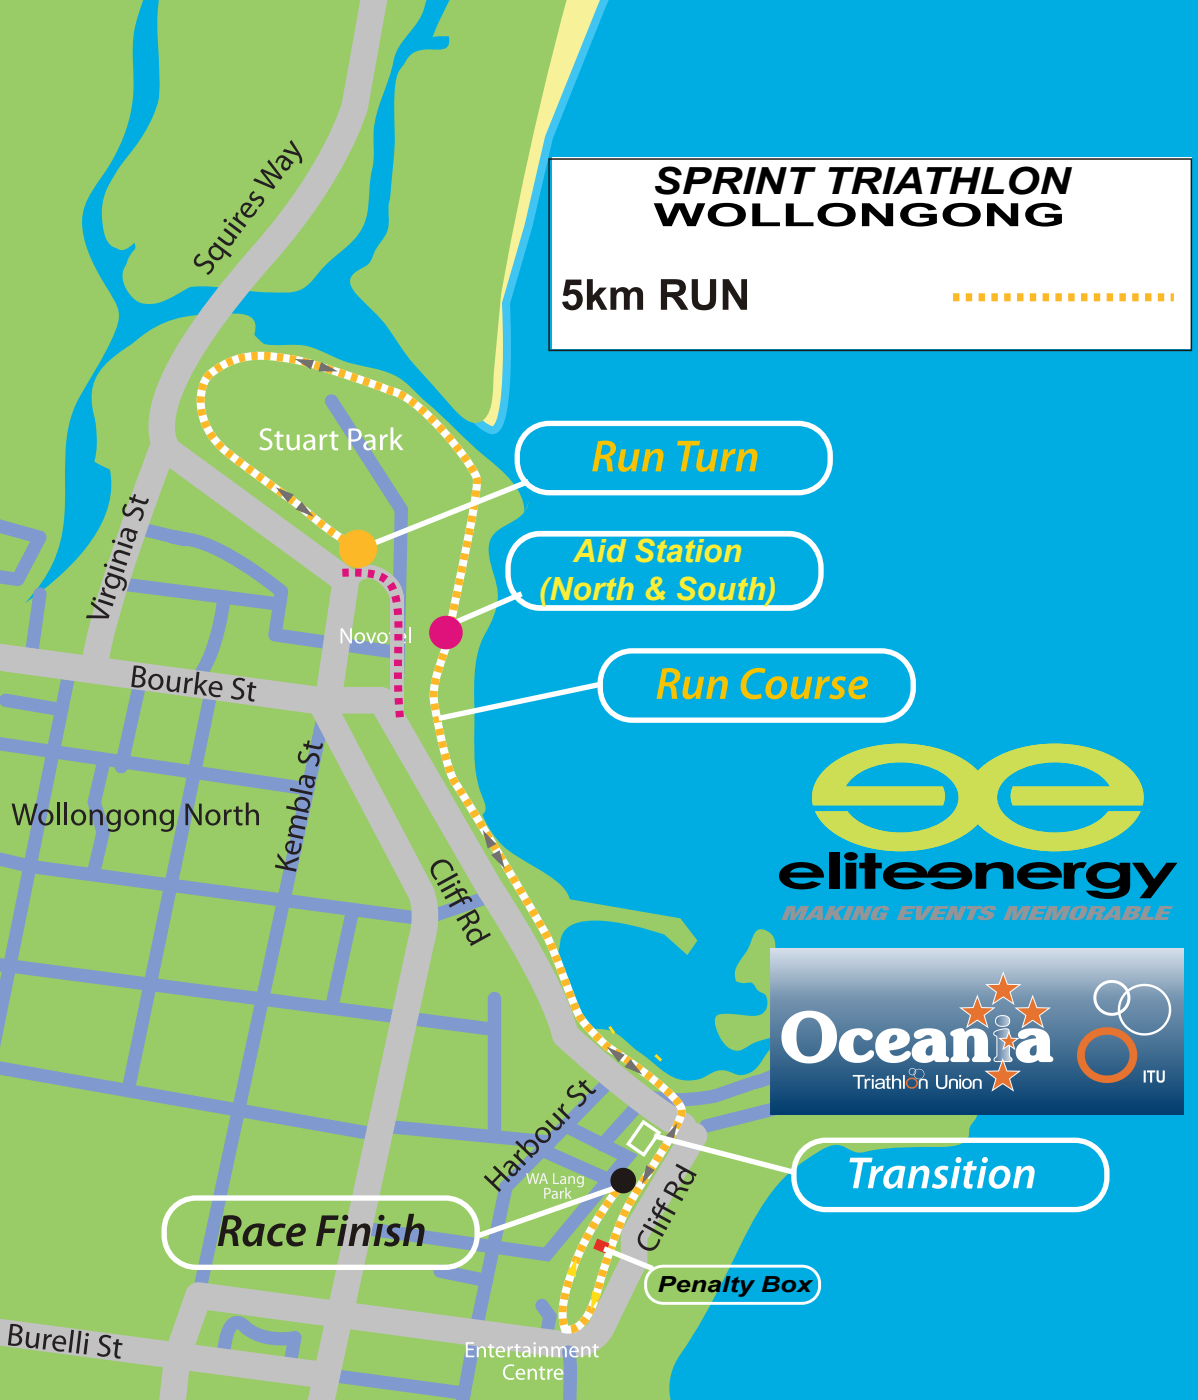 SPRINT TRIATHLON
WOLLONGONG
5km RUN
Squires Way
Stuart Park
Run Turn
Virginia St
Aid Station
(North & South)
Novo el
Bourke St
Run Course
Kembla St
Wollongong North
Cliff Rd
eliteenergy
MAKING EVENTS MEMORABLE
Oceania
Triathlon Union
ITU
Harbour St
WA Lang
Park
Transition
Cliff Rd
Race Finish
Penalty Box
Burelli St
Entertainment
Centre